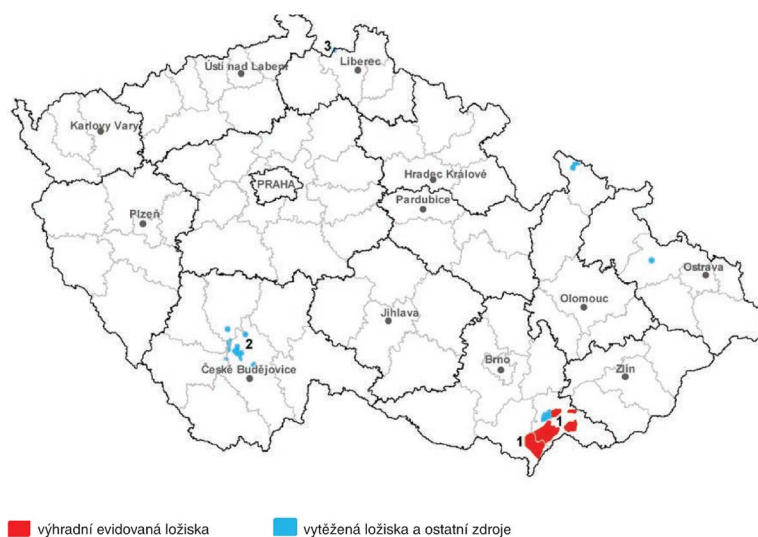 3
Liberec
Ústí nad Labem
Karlovy Vary
Hradec Králové
PRAHA
Pardubice
Plzeň
Ostrava
Olomouc
Jihlava
2
Brno
Zlín
České Budějovice
1
1
výhradní evidovaná ložiska
vytěžená ložiska a ostatní zdroje